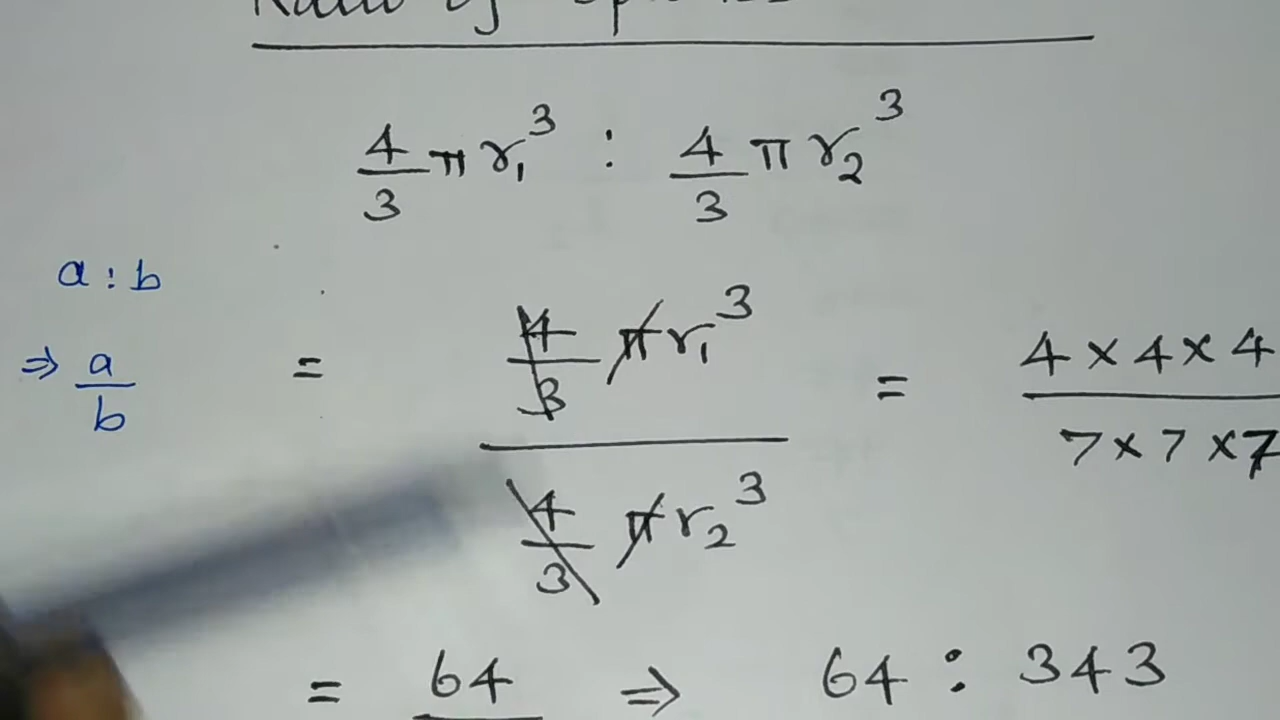 4/3 π r₁³ : 4/3 π r₂³
a : b
⇒ a/b
= (4/3 π r₁³)/(4/3 π r₂³) = (4 × 4 × 4)/(7 × 7 × 7)
= 64 ⇒ 64 : 343